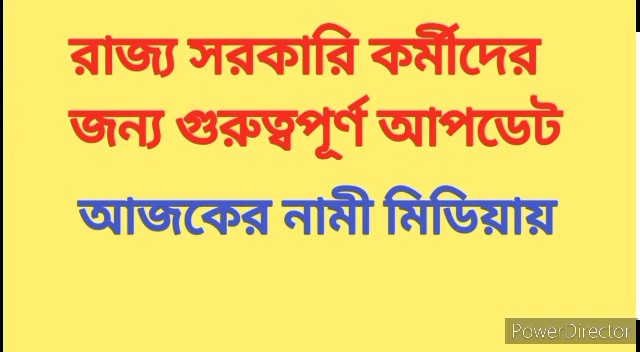 রাজ্য সরকারি কর্মীদের
জন্য গুরুত্বপূর্ণ আপডেট
আজকের নামী মিডিয়ায়
PowerDirector